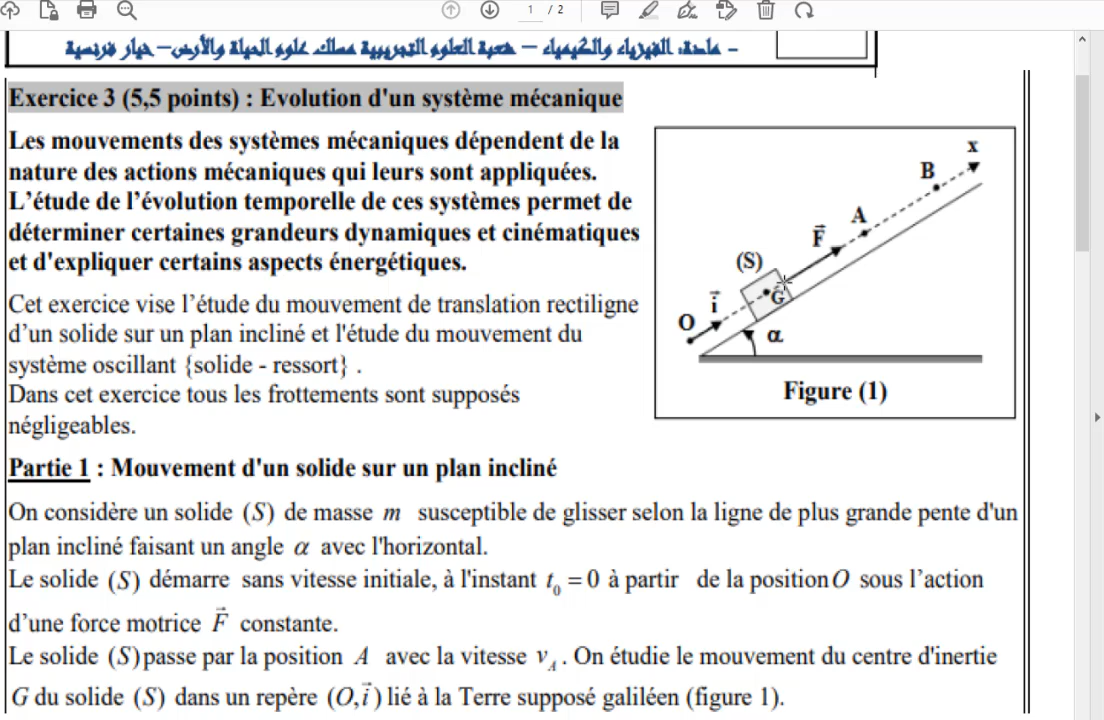 1 / 2
- مادة: الفيزياء والكيمياء – شعبة العلوم التجريبية مسلك علوم الحياة والأرض – خيار فرنسية
Exercice 3 (5,5 points) : Evolution d'un système mécanique
Les mouvements des systèmes mécaniques dépendent de la
nature des actions mécaniques qui leurs sont appliquées.
L'étude de l'évolution temporelle de ces systèmes permet de
déterminer certaines grandeurs dynamiques et cinématiques
et d'expliquer certains aspects énergétiques.
Cet exercice vise l'étude du mouvement de translation rectiligne
d'un solide sur un plan incliné et l'étude du mouvement du
système oscillant {solide - ressort} .
Dans cet exercice tous les frottements sont supposés
négligeables.
x
B
A
F⃗
(S)
G
i⃗
O
α
Figure (1)
Partie 1 : Mouvement d'un solide sur un plan incliné
On considère un solide (S) de masse m susceptible de glisser selon la ligne de plus grande pente d'un
plan incliné faisant un angle α avec l'horizontal.
Le solide (S) démarre sans vitesse initiale, à l'instant t₀ = 0 à partir de la position O sous l'action
d'une force motrice F⃗ constante.
Le solide (S) passe par la position A avec la vitesse v_A . On étudie le mouvement du centre d'inertie
G du solide (S) dans un repère (O, i⃗) lié à la Terre supposé galiléen (figure 1).